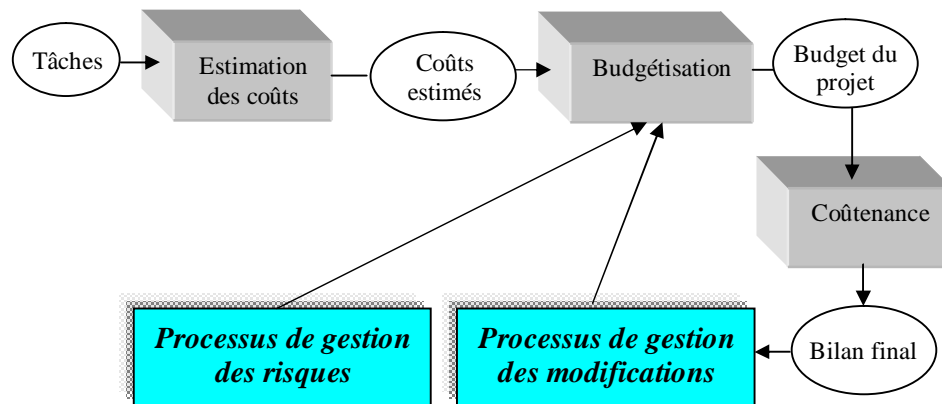 Tâches
Estimation
des coûts
Coûts
estimés
Budgétisation
Budget du
projet
Coûtenance
Processus de gestion
des risques
Processus de gestion
des modifications
Bilan final